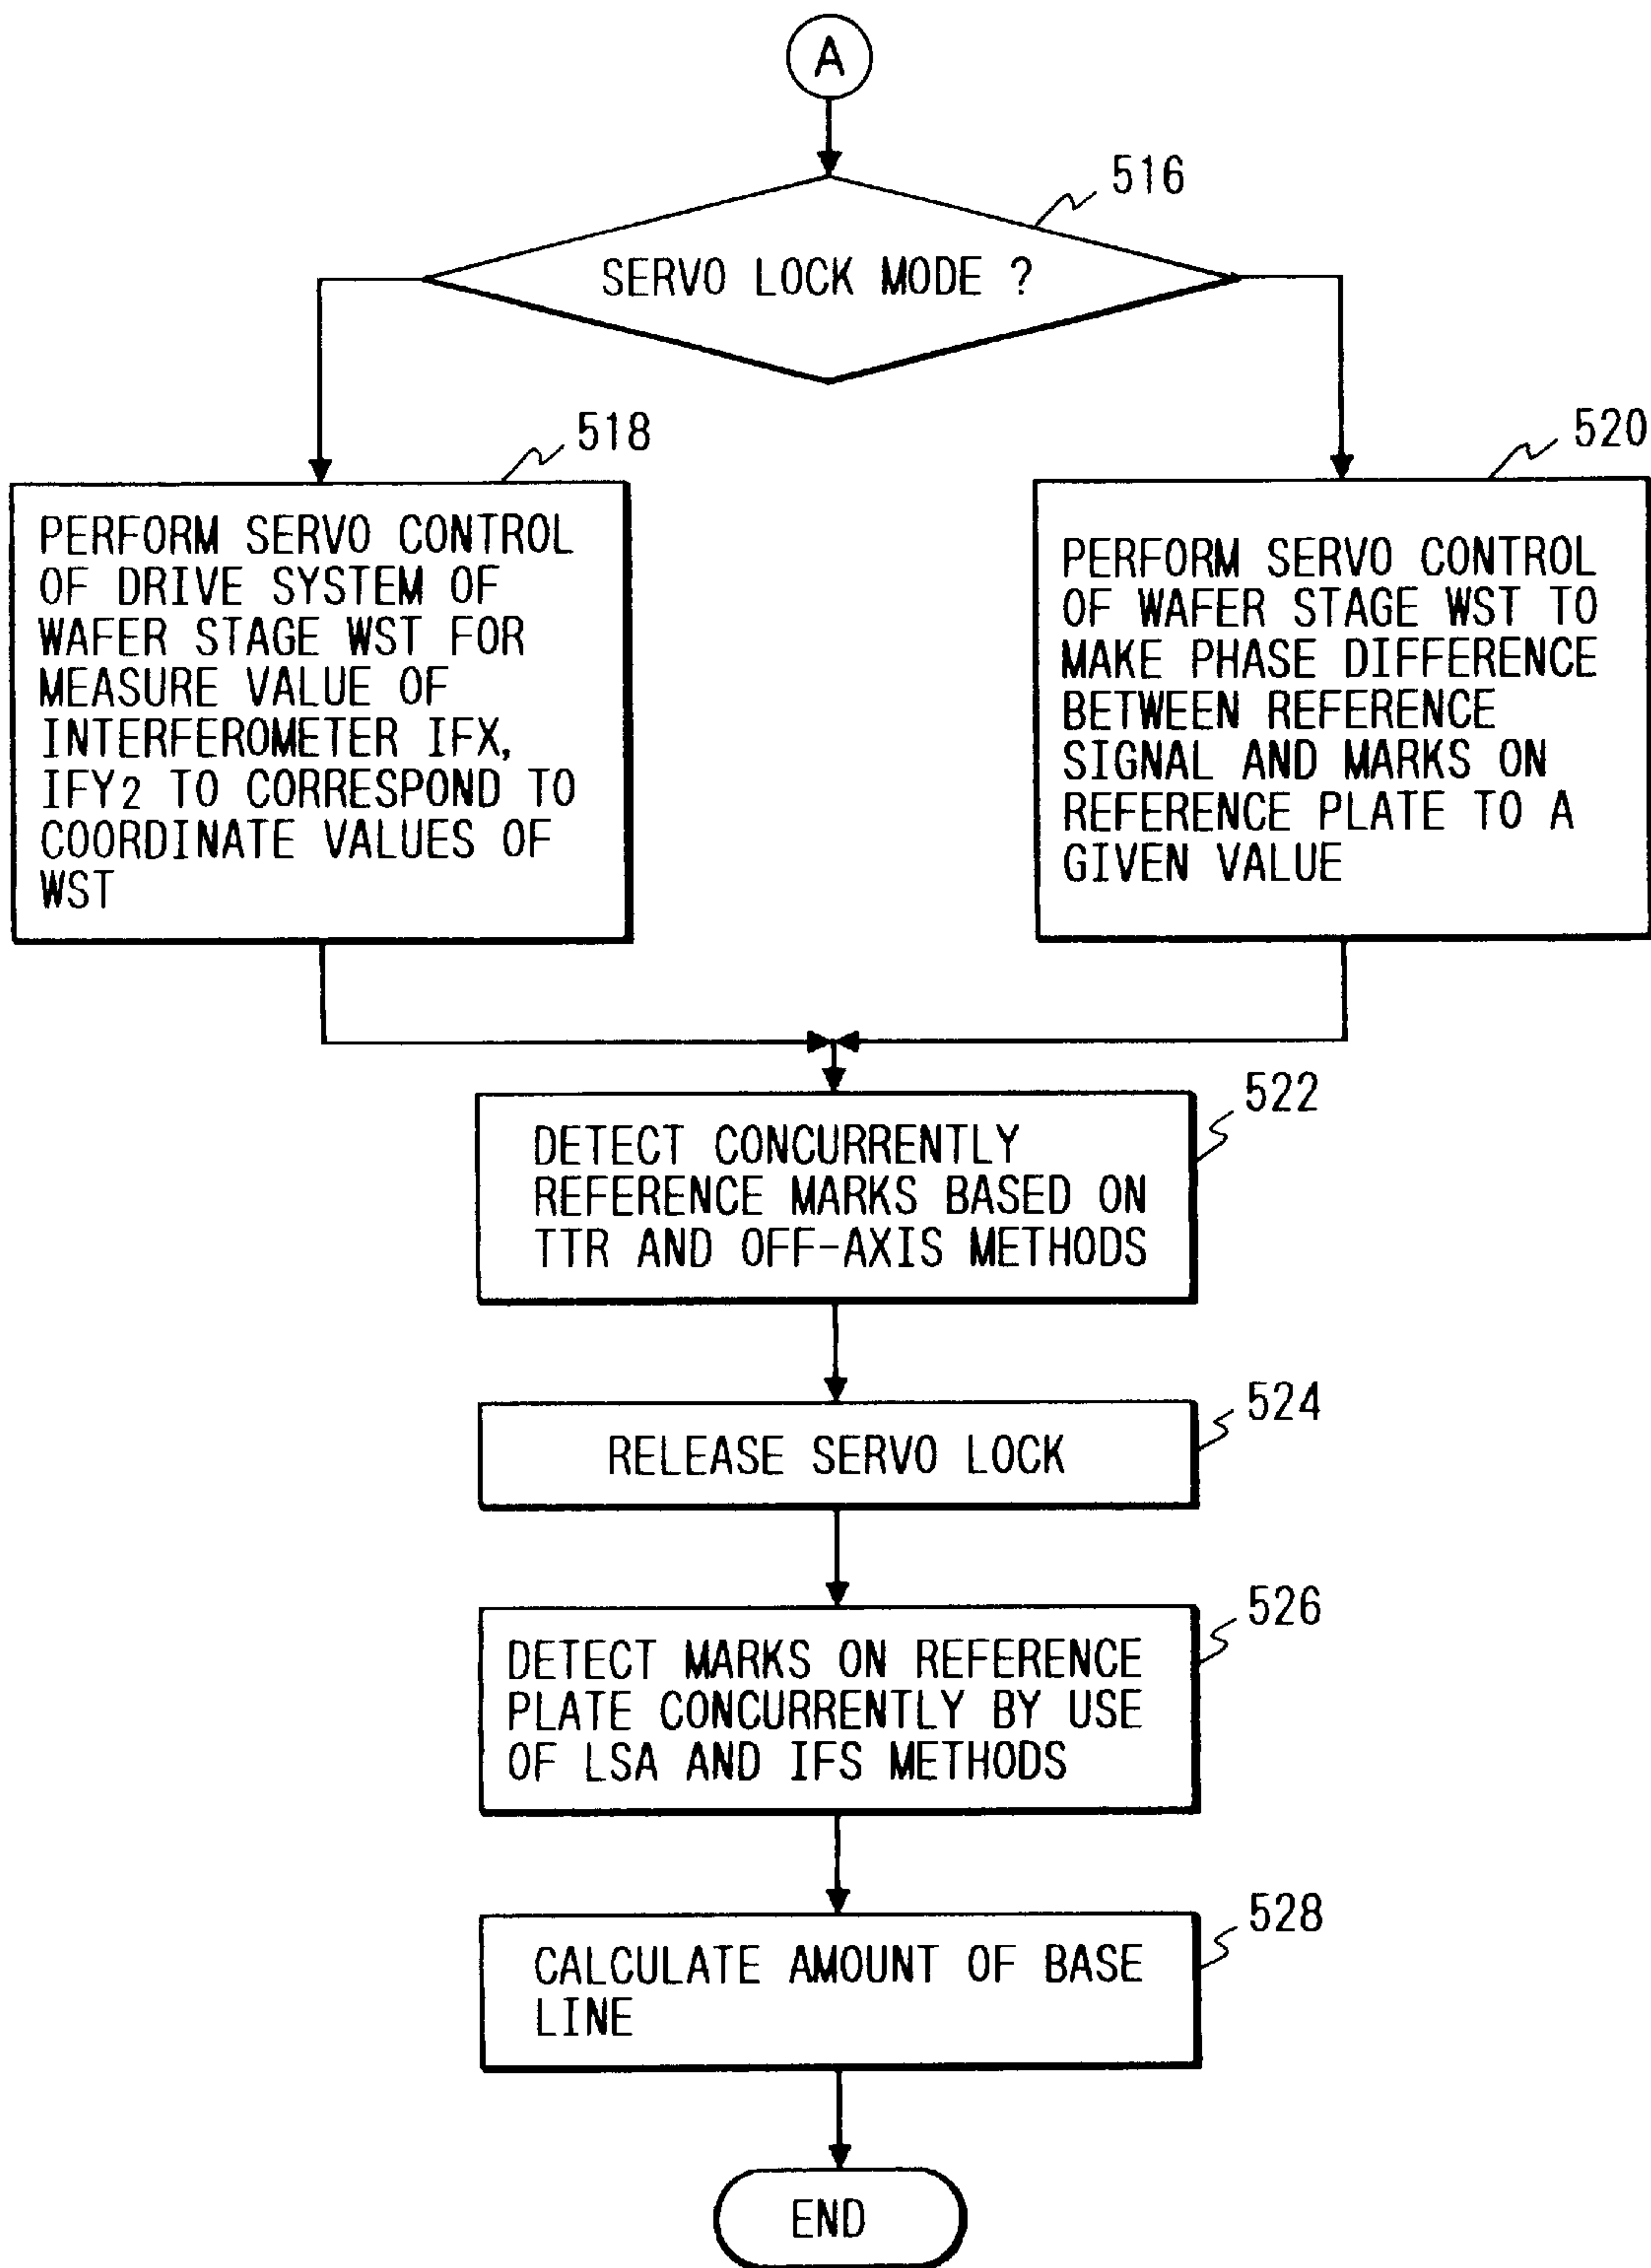 A
516
SERVO LOCK MODE ?
518
PERFORM SERVO CONTROL
OF DRIVE SYSTEM OF
WAFER STAGE WST FOR
MEASURE VALUE OF
INTERFEROMETER IFX,
IFY2 TO CORRESPOND TO
COORDINATE VALUES OF
WST
520
PERFORM SERVO CONTROL
OF WAFER STAGE WST TO
MAKE PHASE DIFFERENCE
BETWEEN REFERENCE
SIGNAL AND MARKS ON
REFERENCE PLATE TO A
GIVEN VALUE
522
DETECT CONCURRENTLY
REFERENCE MARKS BASED ON
TTR AND OFF-AXIS METHODS
524
RELEASE SERVO LOCK
526
DETECT MARKS ON REFERENCE
PLATE CONCURRENTLY BY USE
OF LSA AND IFS METHODS
528
CALCULATE AMOUNT OF BASE
LINE
END